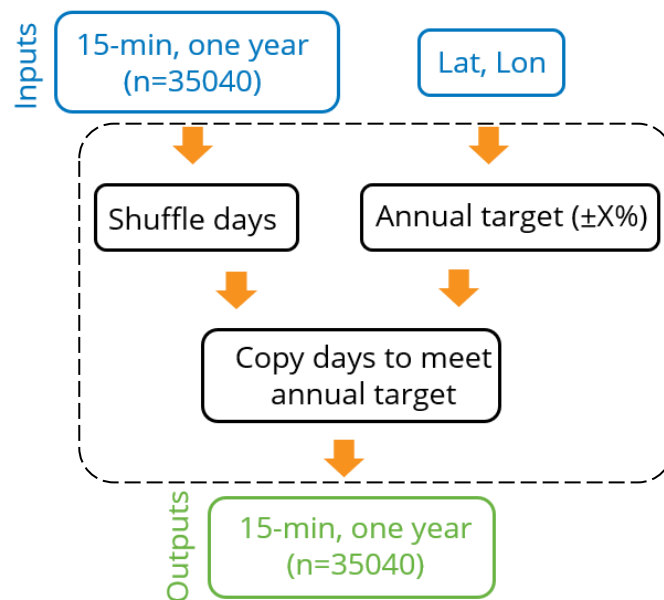 Inputs
15-min, one year
(n=35040)
Lat, Lon
Shuffle days
Annual target (±X%)
Copy days to meet
annual target
Outputs
15-min, one year
(n=35040)